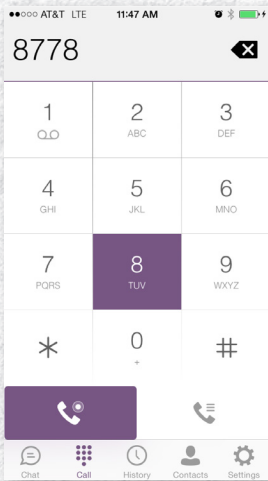 AT&T LTE 11:47 AM
8778
1 2 3
ABC DEF
4 5 6
GHI JKL MNO
7 8 9
PQRS TUV WXYZ
* 0 #
+
Chat Call History Contacts Settings